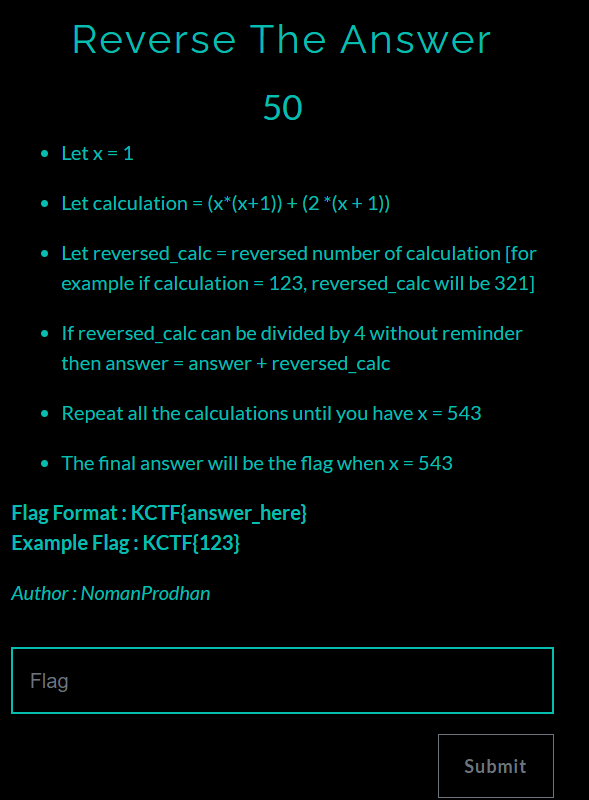 Reverse The Answer
50
Let x = 1
Let calculation = (x*(x+1)) + (2 *(x + 1))
Let reversed_calc = reversed number of calculation [for
example if calculation = 123, reversed_calc will be 321]
If reversed_calc can be divided by 4 without reminder
then answer = answer + reversed_calc
Repeat all the calculations until you have x = 543
The final answer will be the flag when x = 543
Flag Format : KCTF{answer_here}
Example Flag : KCTF{123}
Author : NomanProdhan
Flag
Submit